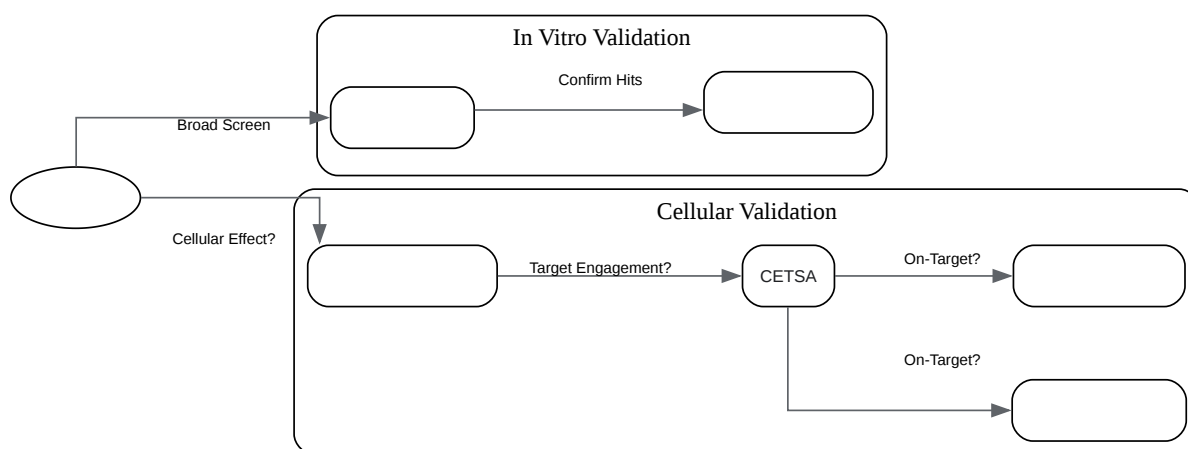 In Vitro Validation
Confirm Hits
Broad Screen
Cellular Validation
Cellular Effect?
Target Engagement?
CETSA
On-Target?
On-Target?